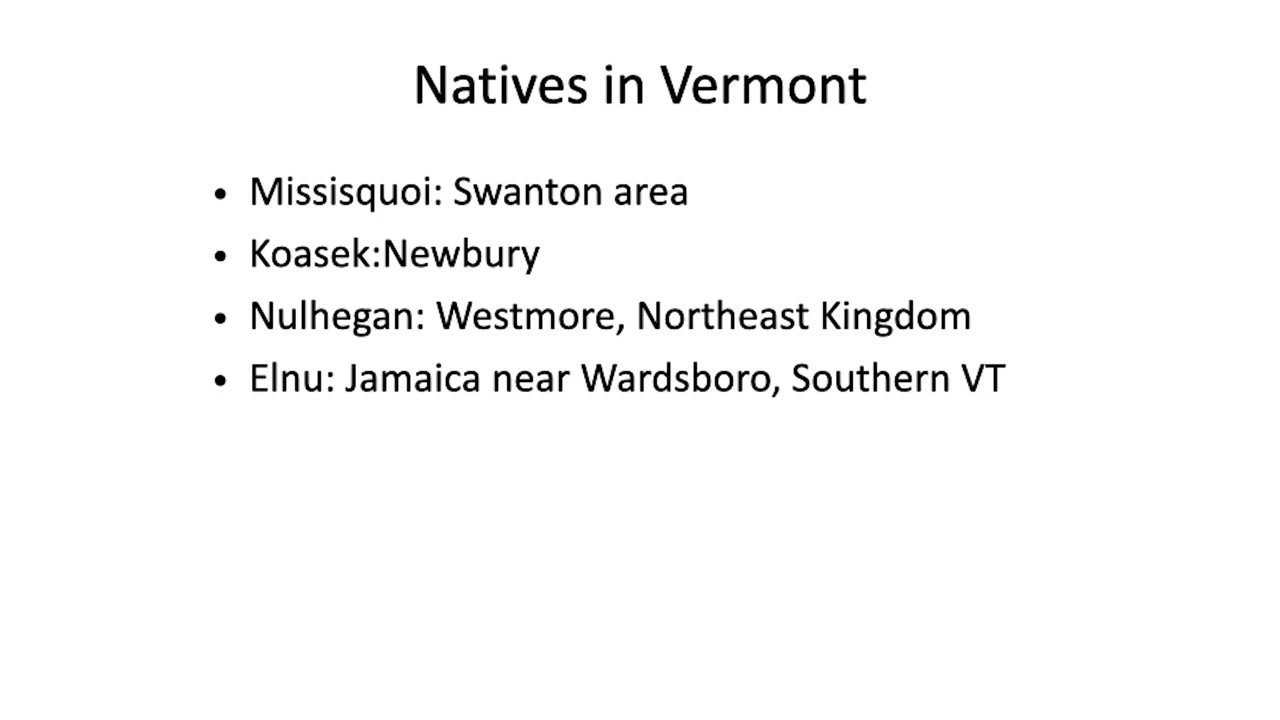 Natives in Vermont
• Missisquoi: Swanton area
• Koasek:Newbury
• Nulhegan: Westmore, Northeast Kingdom
• Elnu: Jamaica near Wardsboro, Southern VT